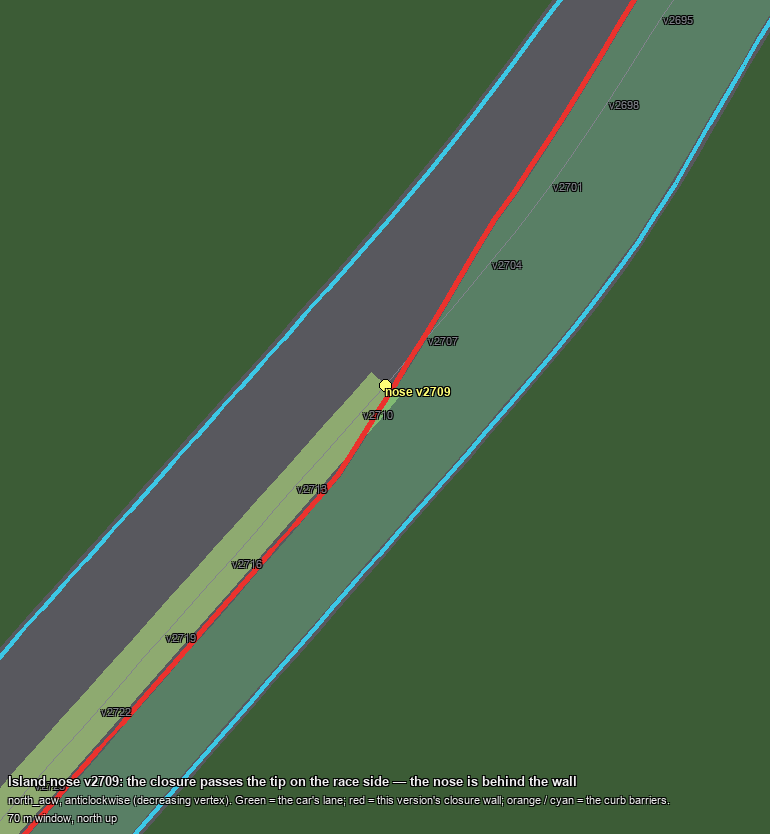 v2695
v2698
v2701
v2704
v2707
nose v2709
v2710
v2713
v2716
v2719
v2722
Island nose v2709: the closure passes the tip on the race side — the nose is behind the wall
north_acw, anticlockwise (decreasing vertex). Green = the car's lane; red = this version's closure wall; orange / cyan = the curb barriers.
70 m window, north up